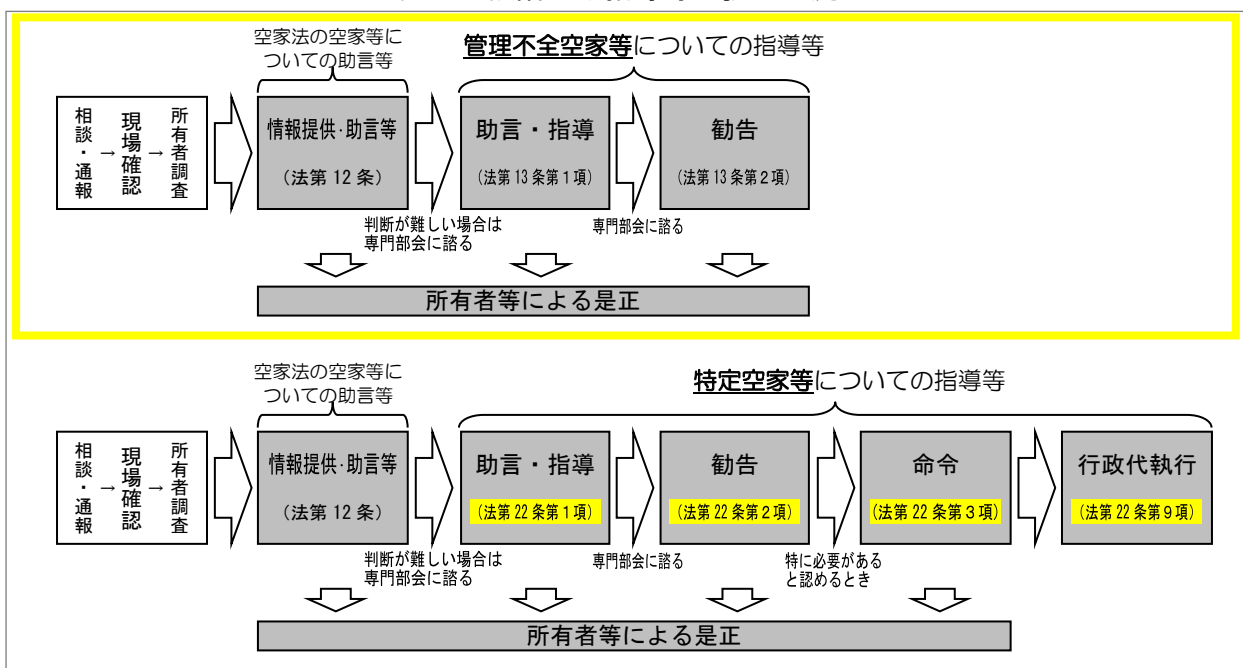 空家法の空家等に
ついての助言等
管理不全空家等についての指導等
相談・通報
→
現場確認
→
所有者調査
情報提供・助言等
（法第12条）
助言・指導
（法第13条第1項）
勧告
（法第13条第2項）
判断が難しい場合は
専門部会に諮る
専門部会に諮る
所有者等による是正
空家法の空家等に
ついての助言等
特定空家等についての指導等
相談・通報
→
現場確認
→
所有者調査
情報提供・助言等
（法第12条）
助言・指導
（法第22条第1項）
勧告
（法第22条第2項）
命令
（法第22条第3項）
行政代執行
（法第22条第9項）
判断が難しい場合は
専門部会に諮る
専門部会に諮る
特に必要がある
と認めるとき
所有者等による是正